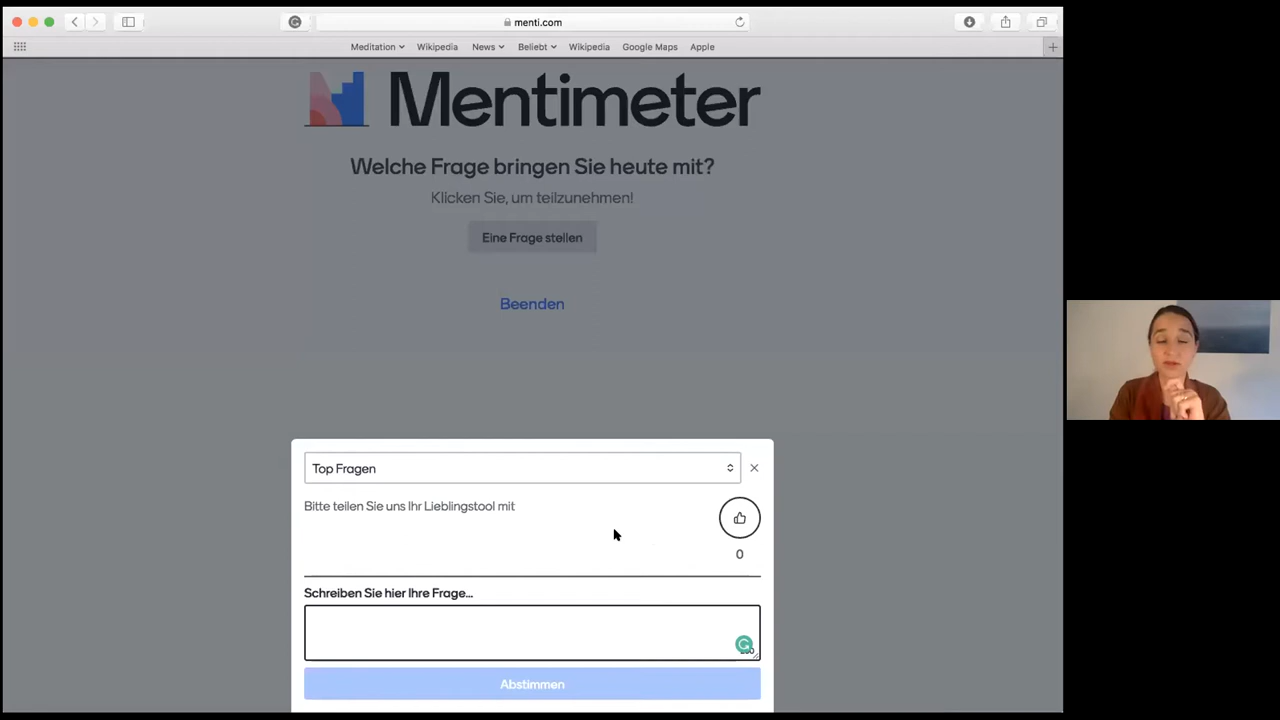 menti.com
Meditation
Wikipedia
News
Beliebt
Wikipedia
Google Maps
Apple
Mentimeter
Welche Frage bringen Sie heute mit?
Klicken Sie, um teilzunehmen!
Eine Frage stellen
Beenden
Top Fragen
Bitte teilen Sie uns Ihr Lieblingstool mit
0
Schreiben Sie hier Ihre Frage...
Abstimmen